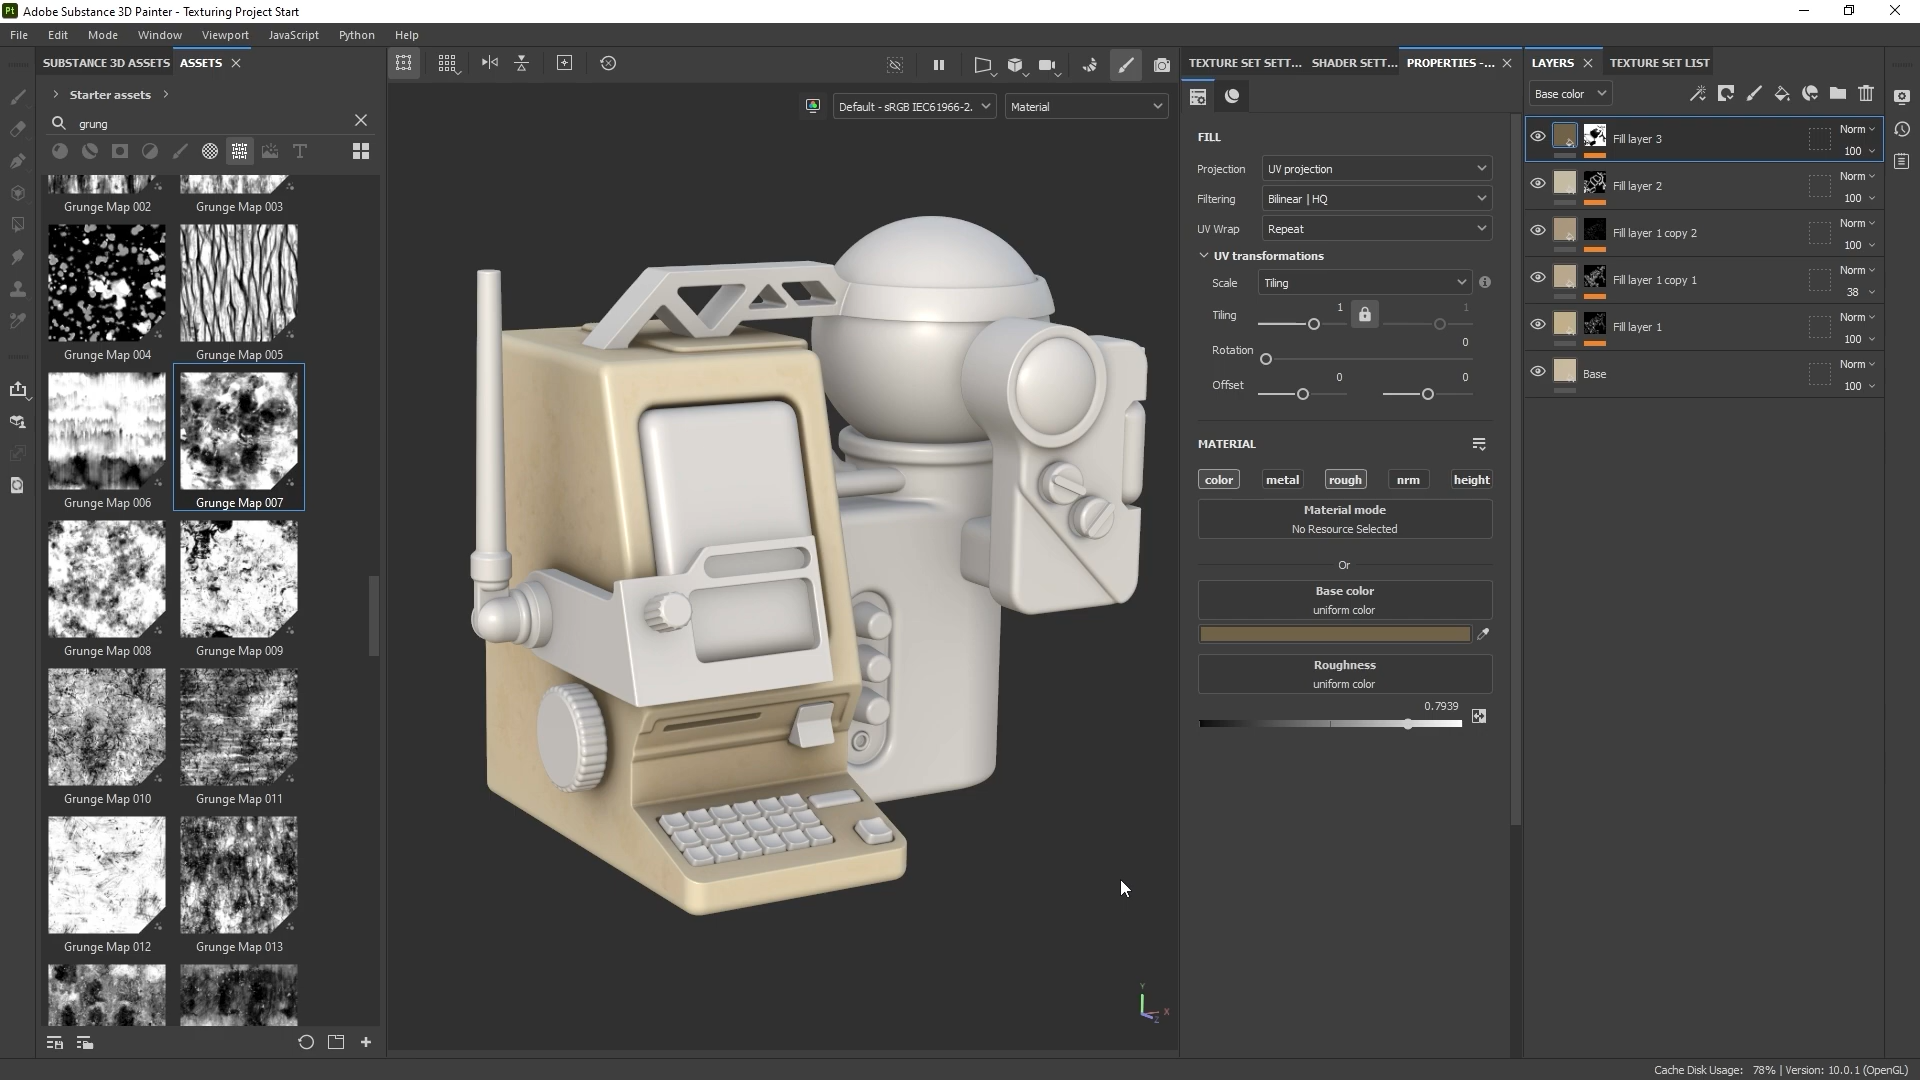 Pt Adobe Substance 3D Painter - Texturing Project Start
File Edit Mode Window Viewport JavaScript Python Help
SUBSTANCE 3D ASSETS ASSETS
Starter assets
grung
Grunge Map 002 Grunge Map 003
Grunge Map 004 Grunge Map 005
Grunge Map 006 Grunge Map 007
Grunge Map 008 Grunge Map 009
Grunge Map 010 Grunge Map 011
Grunge Map 012 Grunge Map 013
Default - sRGB IEC61966-2. Material
Y
X
Z
TEXTURE SET SETT... SHADER SETT... PROPERTIES -...
FILL
Projection UV projection
Filtering Bilinear | HQ
UV Wrap Repeat
UV transformations
Scale Tiling
Tiling 1 1
Rotation 0
Offset 0 0
MATERIAL
color metal rough nrm height
Material mode
No Resource Selected
Or
Base color
uniform color
Roughness
uniform color
0.7939
LAYERS TEXTURE SET LIST
Base color
Fill layer 3 Norm
100
Fill layer 2 Norm
100
Fill layer 1 copy 2 Norm
100
Fill layer 1 copy 1 Norm
38
Fill layer 1 Norm
100
Base Norm
100
Cache Disk Usage: 78% | Version: 10.0.1 (OpenGL)